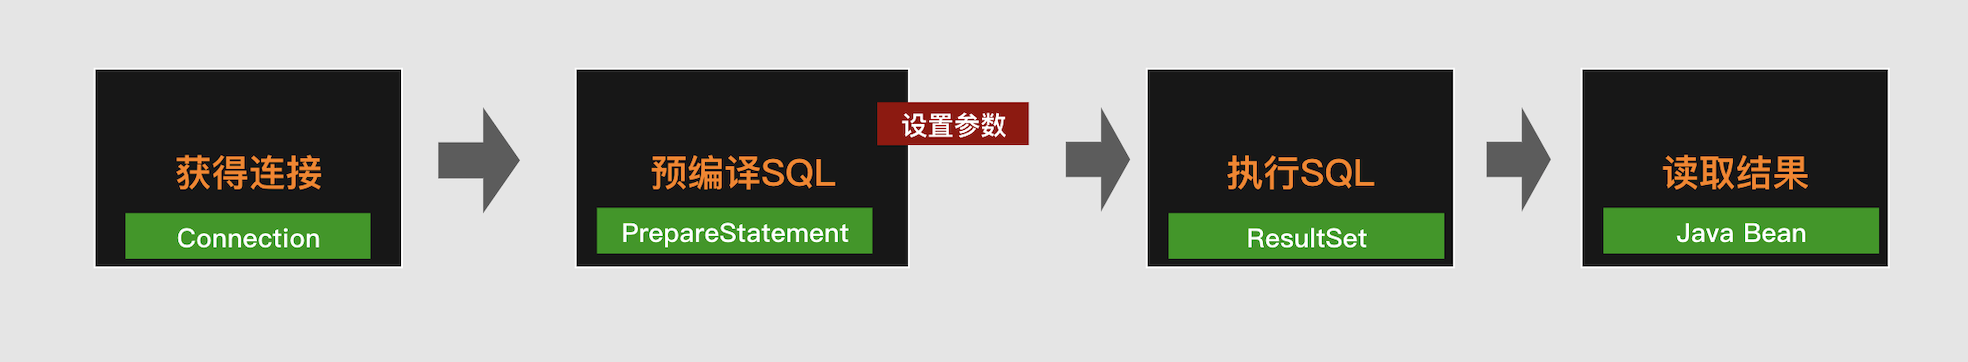 获得连接
Connection
预编译SQL
PrepareStatement
设置参数
执行SQL
ResultSet
读取结果
Java Bean